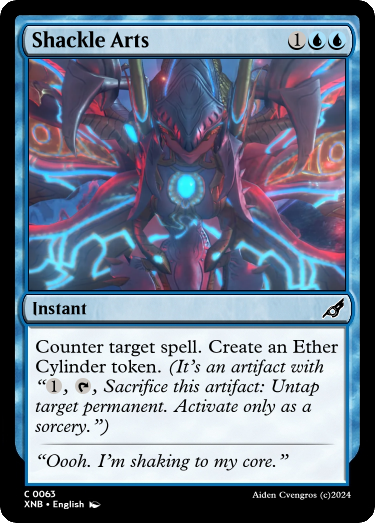 Shackle Arts 1
Instant
Counter target spell. Create an Ether
Cylinder token. (It's an artifact with
“1, , Sacrifice this artifact: Untap
target permanent. Activate only as a
sorcery.”)
“Oooh. I'm shaking to my core.”
C 0063
XNB • English Aiden Cvengros (c)2024